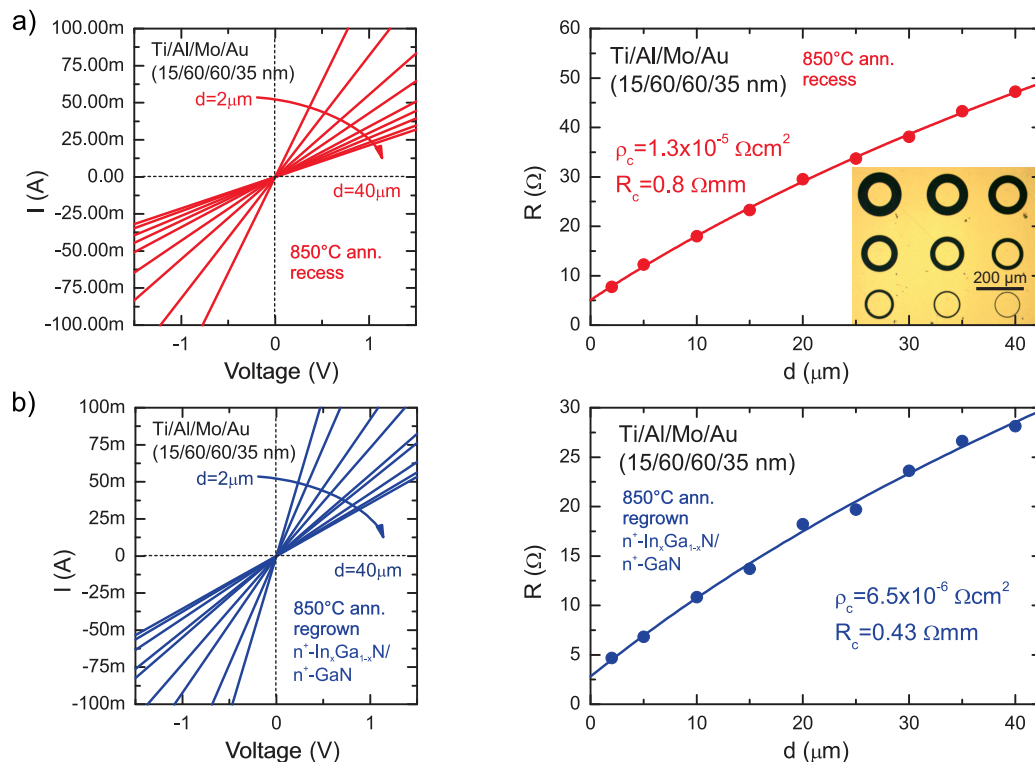 a)
100.00m
75.00m
50.00m
25.00m
0.00
-25.00m
-50.00m
-75.00m
-100.00m
I (A)
Ti/Al/Mo/Au
(15/60/60/35 nm)
d=2μm
d=40μm
850°C ann.
recess
-1
0
1
Voltage (V)
60
50
40
30
20
10
0
R (Ω)
Ti/Al/Mo/Au
(15/60/60/35 nm)
850°C ann.
recess
ρc=1.3x10⁻⁵ Ωcm²
Rc=0.8 Ωmm
200 μm
0
10
20
30
40
d (μm)
b)
100m
75m
50m
25m
0
-25m
-50m
-75m
-100m
I (A)
Ti/Al/Mo/Au
(15/60/60/35 nm)
d=2μm
d=40μm
850°C ann.
regrown
n⁺-InₓGa₁₋ₓN/
n⁺-GaN
-1
0
1
Voltage (V)
30
25
20
15
10
5
0
R (Ω)
Ti/Al/Mo/Au
(15/60/60/35 nm)
850°C ann.
regrown
n⁺-InₓGa₁₋ₓN/
n⁺-GaN
ρc=6.5x10⁻⁶ Ωcm²
Rc=0.43 Ωmm
0
10
20
30
40
d (μm)